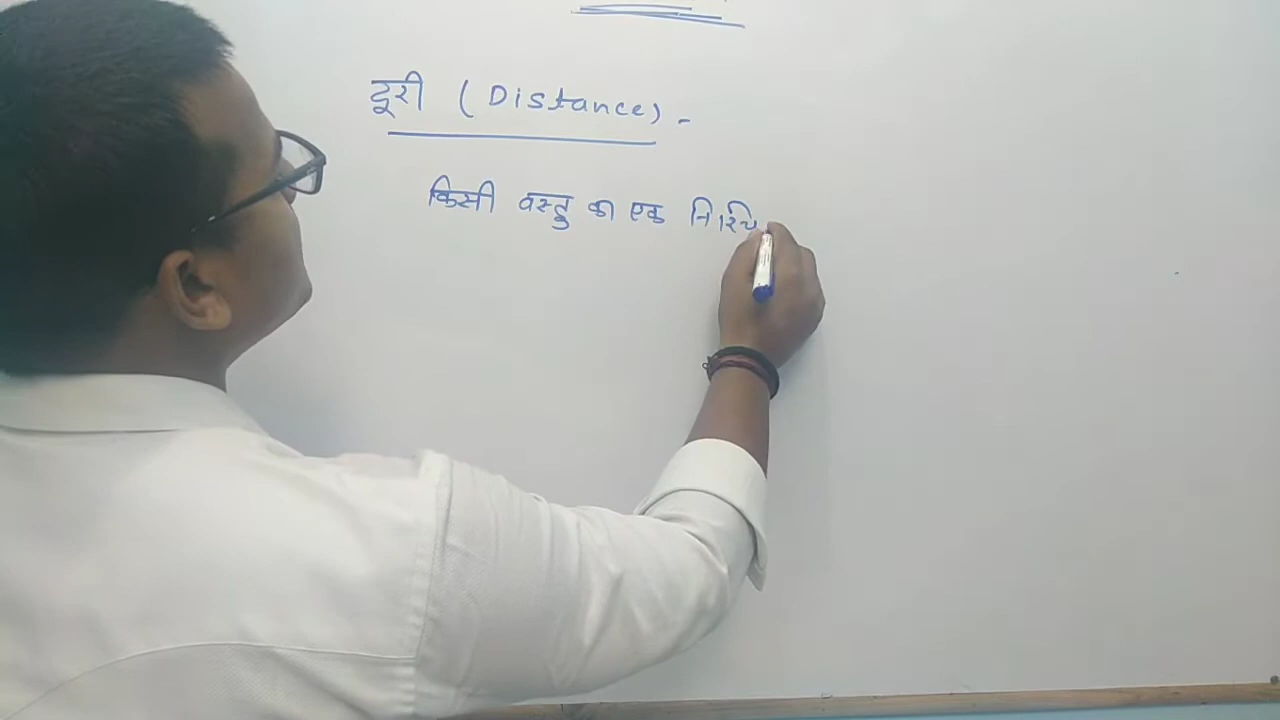 दूरी (Distance) -
किसी वस्तु का एक